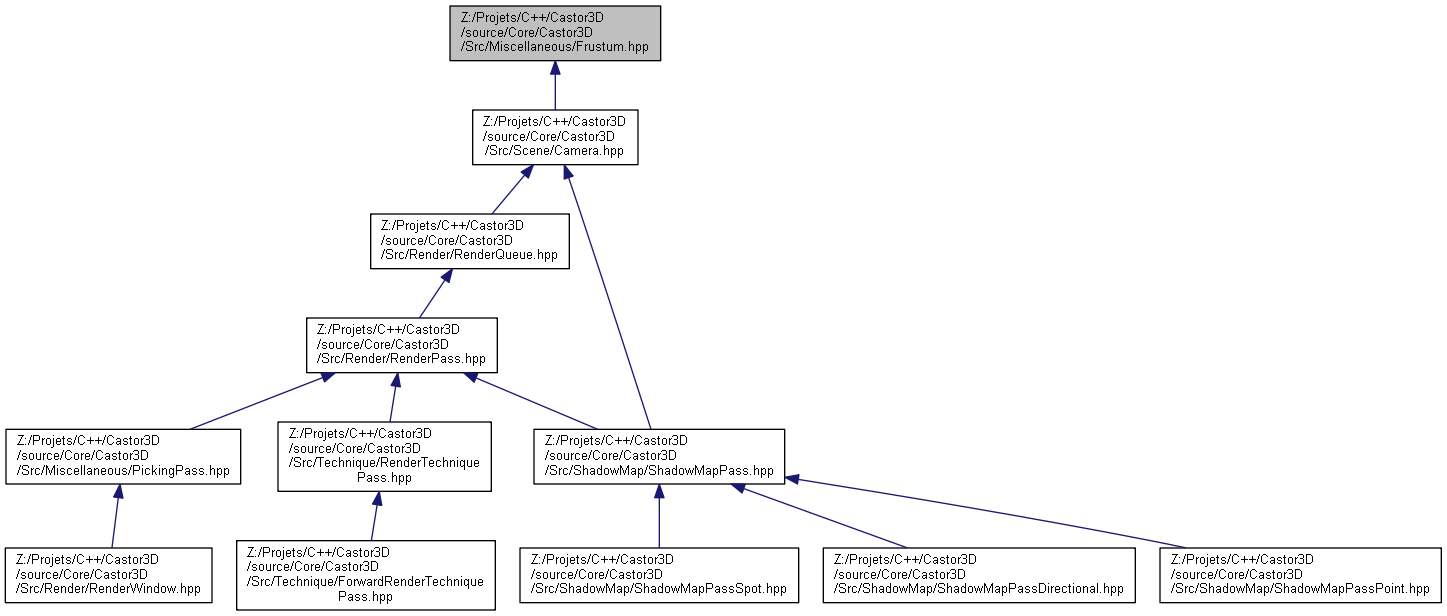 Z:/Projets/C++/Castor3D
/source/Core/Castor3D
/Src/Miscellaneous/Frustum.hpp
Z:/Projets/C++/Castor3D
/source/Core/Castor3D
/Src/Scene/Camera.hpp
Z:/Projets/C++/Castor3D
/source/Core/Castor3D
/Src/Render/RenderQueue.hpp
Z:/Projets/C++/Castor3D
/source/Core/Castor3D
/Src/Render/RenderPass.hpp
Z:/Projets/C++/Castor3D
/source/Core/Castor3D
/Src/Miscellaneous/PickingPass.hpp
Z:/Projets/C++/Castor3D
/source/Core/Castor3D
/Src/Technique/RenderTechnique
Pass.hpp
Z:/Projets/C++/Castor3D
/source/Core/Castor3D
/Src/ShadowMap/ShadowMapPass.hpp
Z:/Projets/C++/Castor3D
/source/Core/Castor3D
/Src/Render/RenderWindow.hpp
Z:/Projets/C++/Castor3D
/source/Core/Castor3D
/Src/Technique/ForwardRenderTechnique
Pass.hpp
Z:/Projets/C++/Castor3D
/source/Core/Castor3D
/Src/ShadowMap/ShadowMapPassSpot.hpp
Z:/Projets/C++/Castor3D
/source/Core/Castor3D
/Src/ShadowMap/ShadowMapPassDirectional.hpp
Z:/Projets/C++/Castor3D
/source/Core/Castor3D
/Src/ShadowMap/ShadowMapPassPoint.hpp